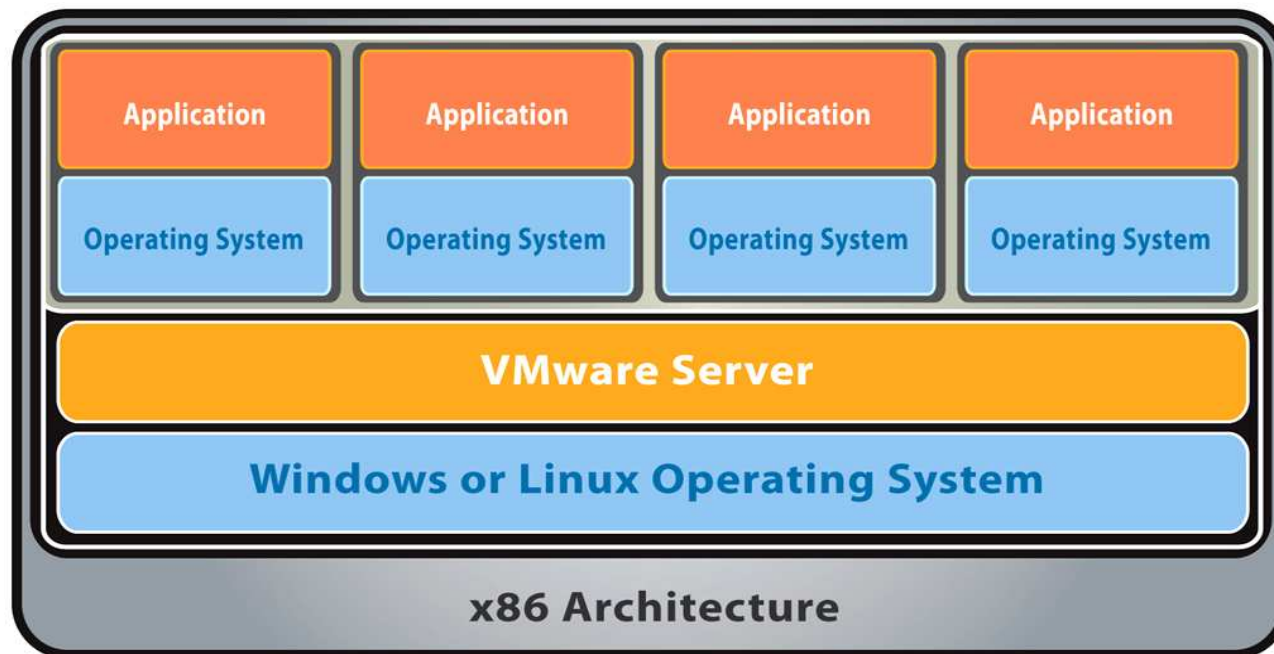 Application
Application
Application
Application
Operating System
Operating System
Operating System
Operating System
VMware Server
Windows or Linux Operating System
x86 Architecture